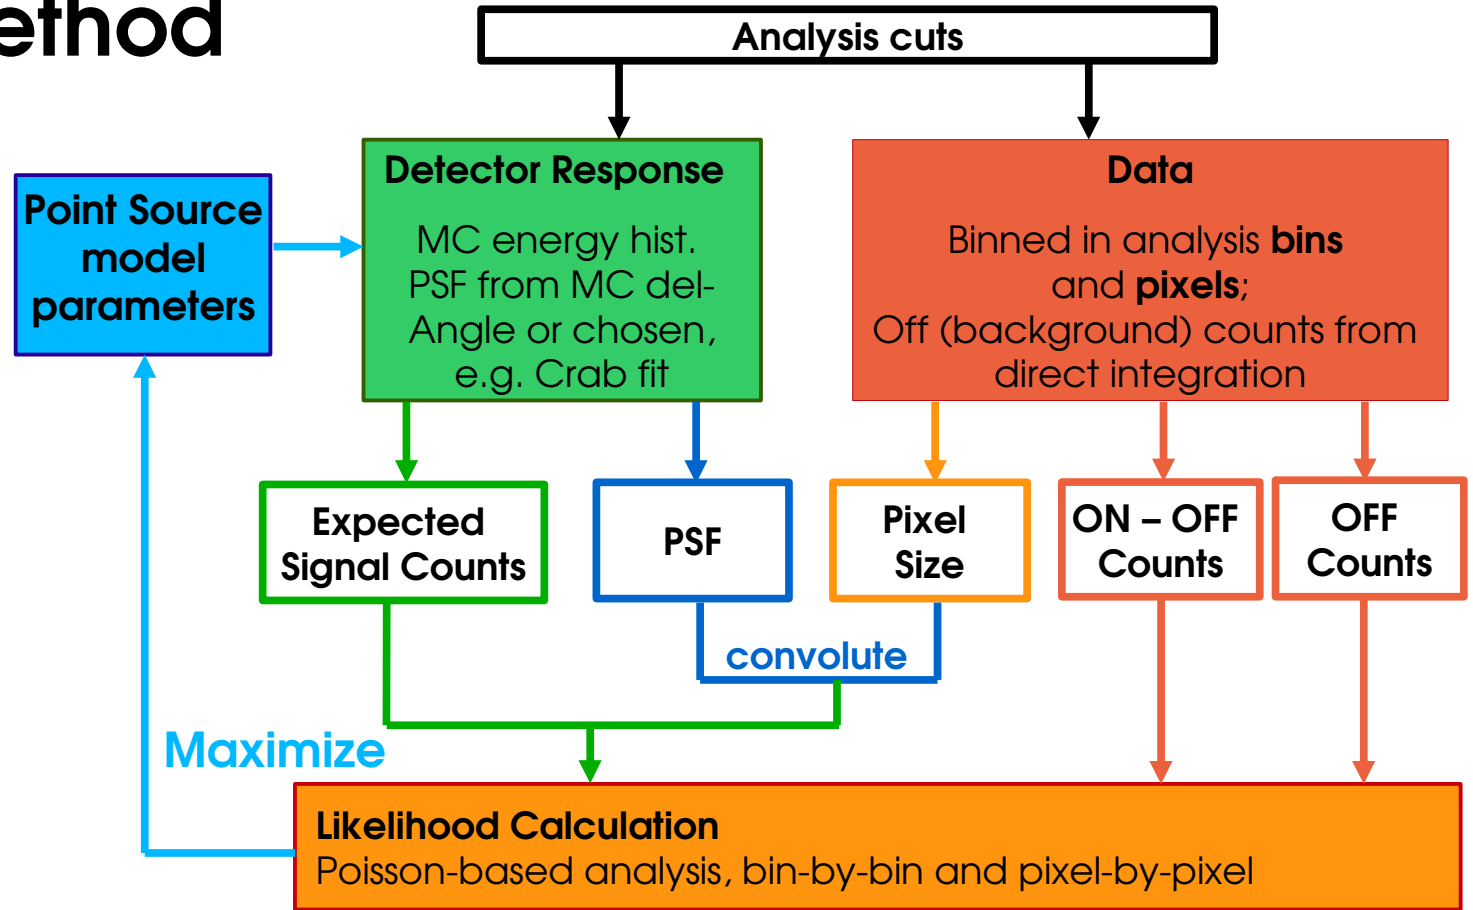 ethod
Analysis cuts
Point Source
model
parameters
Detector Response
MC energy hist.
PSF from MC del-
Angle or chosen,
e.g. Crab fit
Data
Binned in analysis bins
and pixels;
Off (background) counts from
direct integration
Expected
Signal Counts
PSF
Pixel
Size
ON – OFF
Counts
OFF
Counts
convolute
Maximize
Likelihood Calculation
Poisson-based analysis, bin-by-bin and pixel-by-pixel